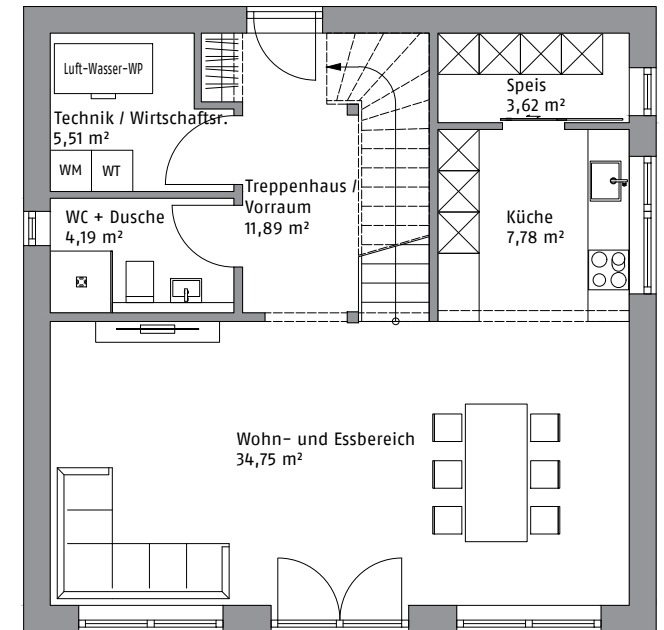 Luft-Wasser-WP
Technik / Wirtschaftsr.
5,51 m²
WM
WT
WC + Dusche
4,19 m²
Treppenhaus /
Vorraum
11,89 m²
Speis
3,62 m²
Küche
7,78 m²
Wohn- und Essbereich
34,75 m²